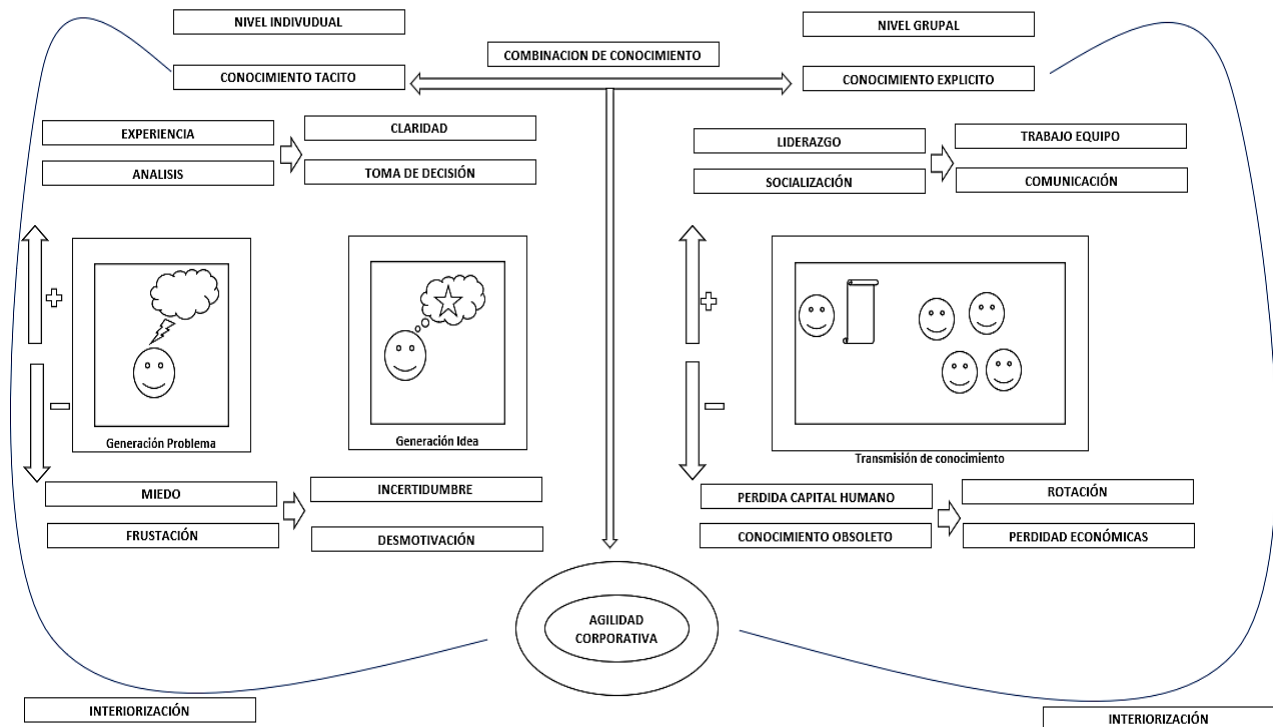 NIVEL INDIVUDUAL
NIVEL GRUPAL
COMBINACION DE CONOCIMIENTO
CONOCIMIENTO TACITO
CONOCIMIENTO EXPLICITO
EXPERIENCIA
CLARIDAD
ANALISIS
TOMA DE DECISIÓN
LIDERAZGO
TRABAJO EQUIPO
SOCIALIZACIÓN
COMUNICACIÓN
Generación Problema
Generación Idea
Transmisión de conocimiento
MIEDO
INCERTIDUMBRE
FRUSTACIÓN
DESMOTIVACIÓN
PERDIDA CAPITAL HUMANO
ROTACIÓN
CONOCIMIENTO OBSOLETO
PERDIDAD ECONÓMICAS
AGILIDAD
CORPORATIVA
INTERIORIZACIÓN
INTERIORIZACIÓN